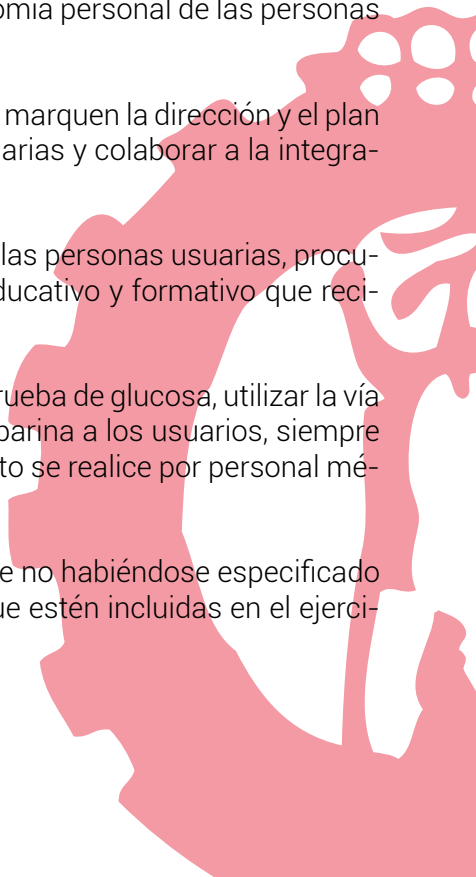 omía personal de las personas
marquen la dirección y el plan
arias y colaborar a la integra-
las personas usuarias, procu-
ducativo y formativo que reci-
rueba de glucosa, utilizar la vía
parina a los usuarios, siempre
to se realice por personal mé-
e no habiéndose especificado
ue estén incluidas en el ejerci-